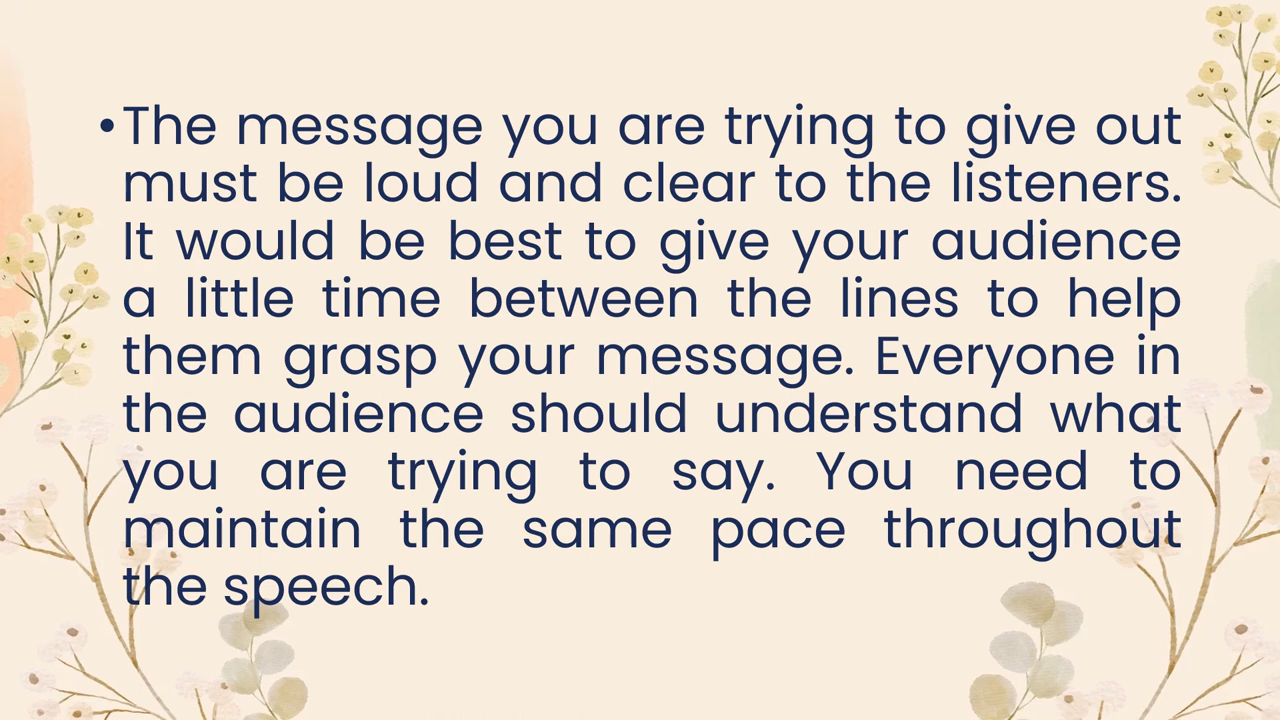 •The message you are trying to give out
must be loud and clear to the listeners.
It would be best to give your audience
a little time between the lines to help
them grasp your message. Everyone in
the audience should understand what
you are trying to say. You need to
maintain the same pace throughout
the speech.